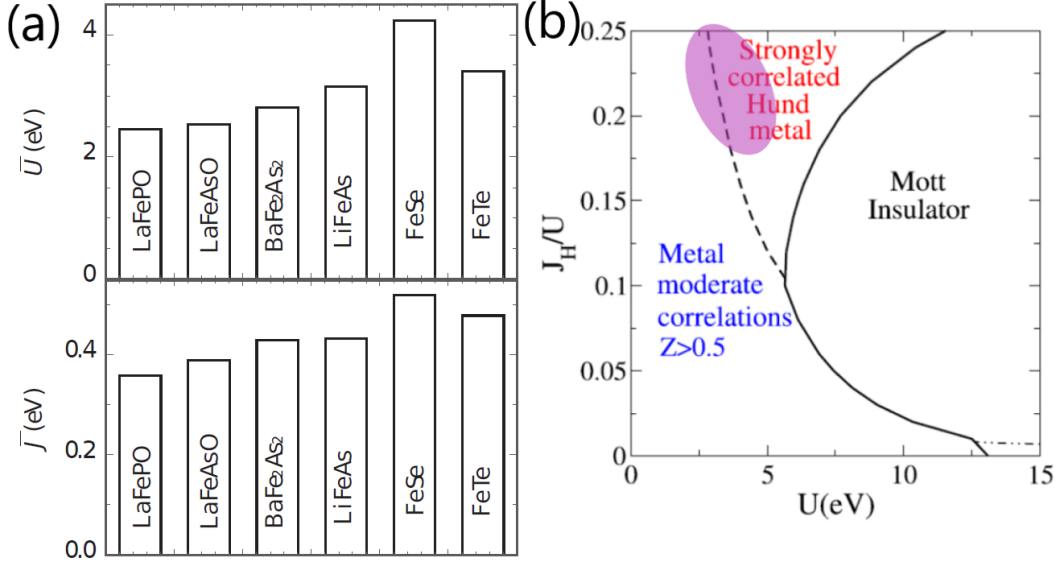 (a)
4
2
0
U̅ (eV)
LaFePO
LaFeAsO
BaFe₂As₂
LiFeAs
FeSe
FeTe
0.4
0.2
0.0
J̅ (eV)
LaFePO
LaFeAsO
BaFe₂As₂
LiFeAs
FeSe
FeTe
(b)
0.25
0.2
0.15
0.1
0.05
0
J_H/U
Strongly
correlated
Hund
metal
Mott
Insulator
Metal
moderate
correlations
Z>0.5
0
5
10
15
U(eV)